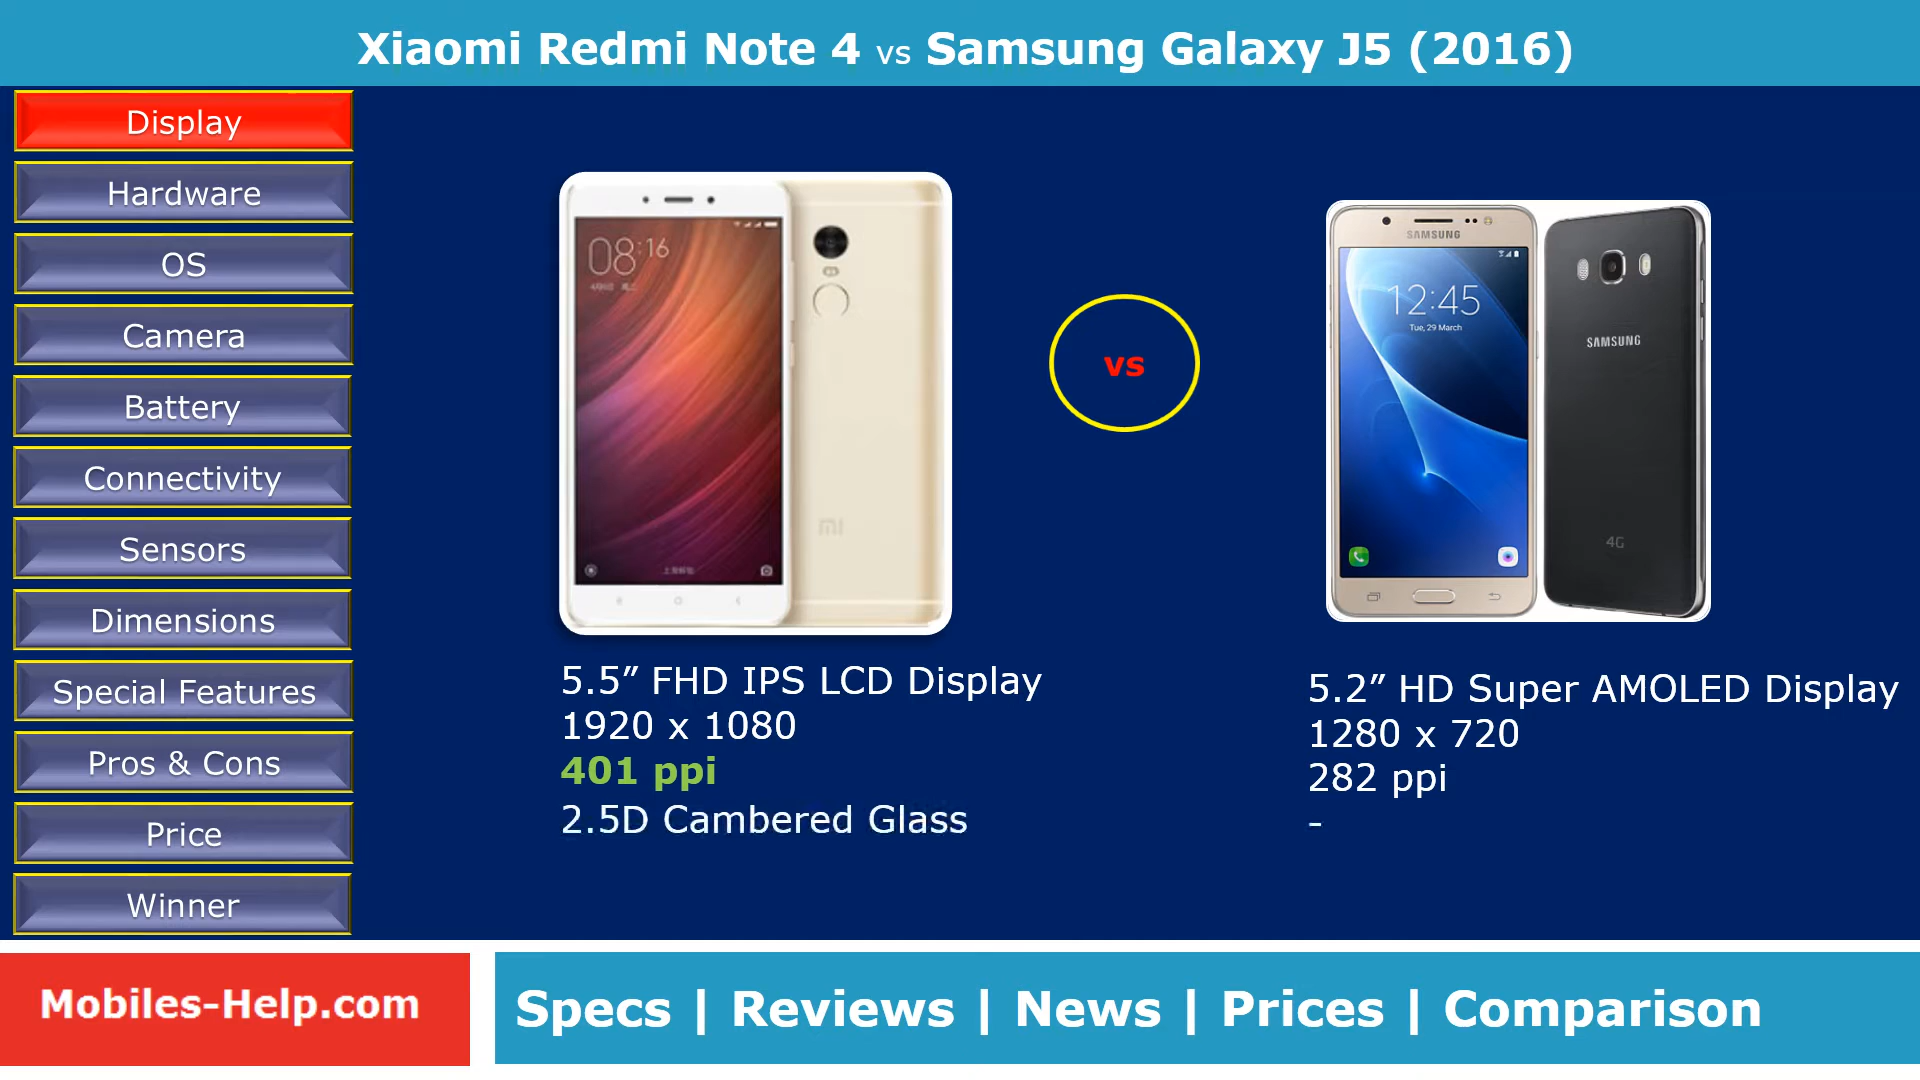 Xiaomi Redmi Note 4 vs Samsung Galaxy J5 (2016)
Display
Hardware
OS
Camera
Battery
Connectivity
Sensors
Dimensions
Special Features
Pros & Cons
Price
Winner
08:16
MI
5.5” FHD IPS LCD Display
1920 x 1080
401 ppi
2.5D Cambered Glass
vs
SAMSUNG
12:45
Tue, 29 March
SAMSUNG
4G
5.2” HD Super AMOLED Display
1280 x 720
282 ppi
-
Mobiles-Help.com
Specs | Reviews | News | Prices | Comparison